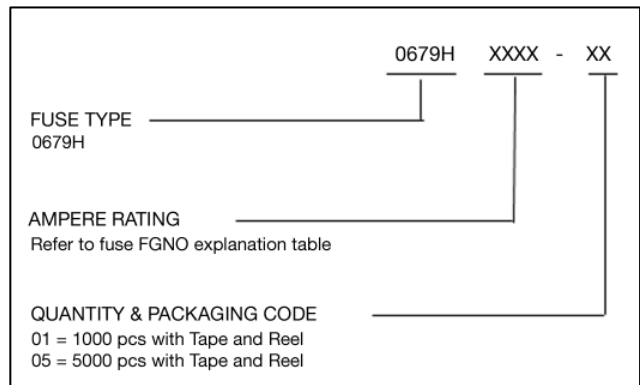 0679H XXXX - XX
FUSE TYPE
0679H
AMPERE RATING
Refer to fuse FGNO explanation table
QUANTITY & PACKAGING CODE
01 = 1000 pcs with Tape and Reel
05 = 5000 pcs with Tape and Reel